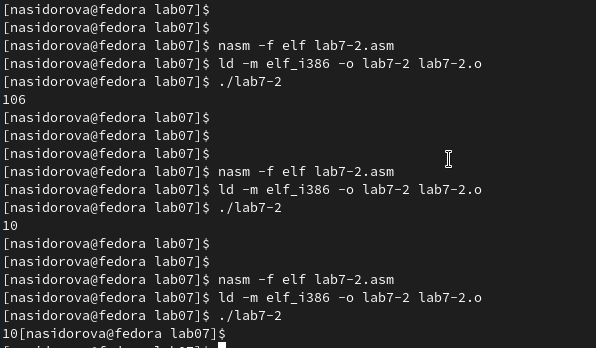 [nasidorova@fedora lab07]$
[nasidorova@fedora lab07]$
[nasidorova@fedora lab07]$ nasm -f elf lab7-2.asm
[nasidorova@fedora lab07]$ ld -m elf_i386 -o lab7-2 lab7-2.o
[nasidorova@fedora lab07]$ ./lab7-2
106
[nasidorova@fedora lab07]$
[nasidorova@fedora lab07]$
[nasidorova@fedora lab07]$
[nasidorova@fedora lab07]$ nasm -f elf lab7-2.asm
[nasidorova@fedora lab07]$ ld -m elf_i386 -o lab7-2 lab7-2.o
[nasidorova@fedora lab07]$ ./lab7-2
10
[nasidorova@fedora lab07]$
[nasidorova@fedora lab07]$
[nasidorova@fedora lab07]$ nasm -f elf lab7-2.asm
[nasidorova@fedora lab07]$ ld -m elf_i386 -o lab7-2 lab7-2.o
[nasidorova@fedora lab07]$ ./lab7-2
10[nasidorova@fedora lab07]$